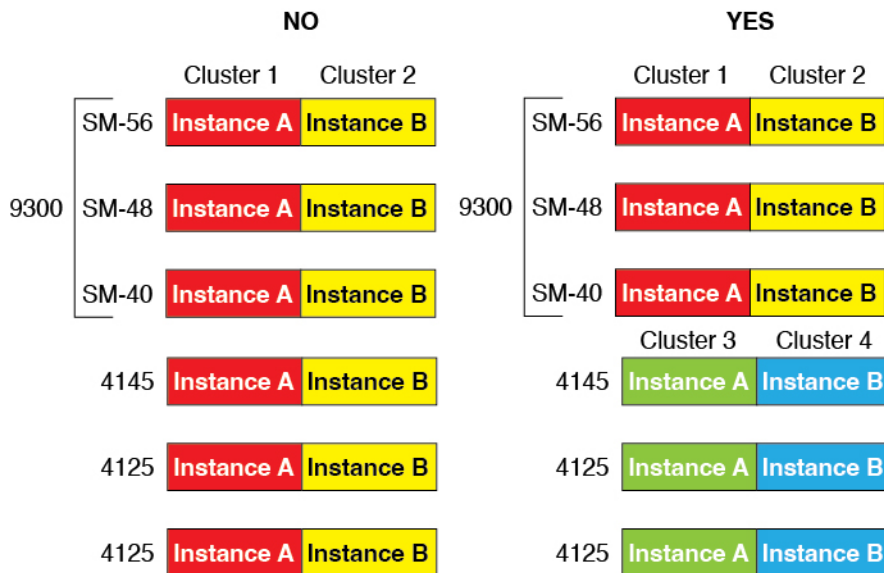 NO YES
Cluster 1 Cluster 2 Cluster 1 Cluster 2
SM-56 Instance A Instance B SM-56 Instance A Instance B
9300 SM-48 Instance A Instance B 9300 SM-48 Instance A Instance B
SM-40 Instance A Instance B SM-40 Instance A Instance B
Cluster 3 Cluster 4
4145 Instance A Instance B 4145 Instance A Instance B
4125 Instance A Instance B 4125 Instance A Instance B
4125 Instance A Instance B 4125 Instance A Instance B